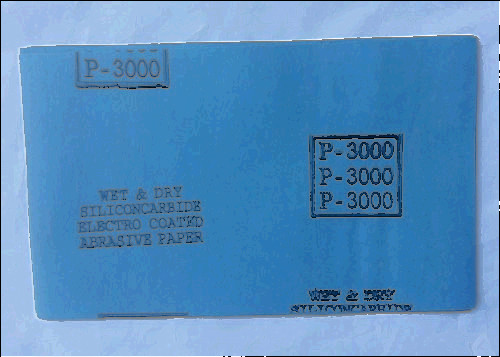 P-3000
P-3000
P-3000
P-3000
WET & DRY
SILICONCARBIDE
ELECTRO COATED
ABRASIVE PAPER
WET & DRY
SILICONCARBIDE